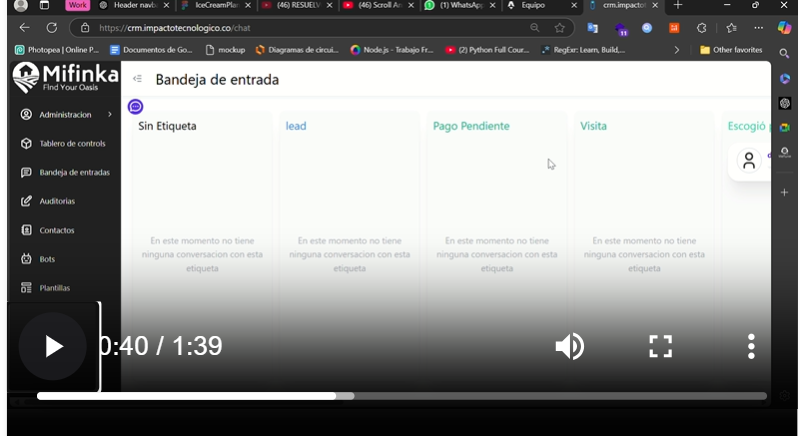 Work
Header navba
IceCreamPlan
(46) RESUELV
(46) Scroll An
(1) WhatsApp
Equipo
crm.impacto
https://crm.impactotecnologico.co/chat
Photopea | Online P...
Documentos de Go...
mockup
Diagramas de circui...
Node.js - Trabajo Fr...
(2) Python Full Cour...
RegExr: Learn, Build,...
Other favorites
Mifinka
Find Your Oasis
Bandeja de entrada
Administracion
Tablero de controls
Bandeja de entradas
Auditorias
Contactos
Bots
Plantillas
Sin Etiqueta
lead
Pago Pendiente
Visita
Escogió
En este momento no tiene
ninguna conversacion con esta
etiqueta
En este momento no tiene
ninguna conversacion con esta
etiqueta
En este momento no tiene
ninguna conversacion con esta
etiqueta
En este momento no tiene
ninguna conversacion con esta
etiqueta
0:40 / 1:39